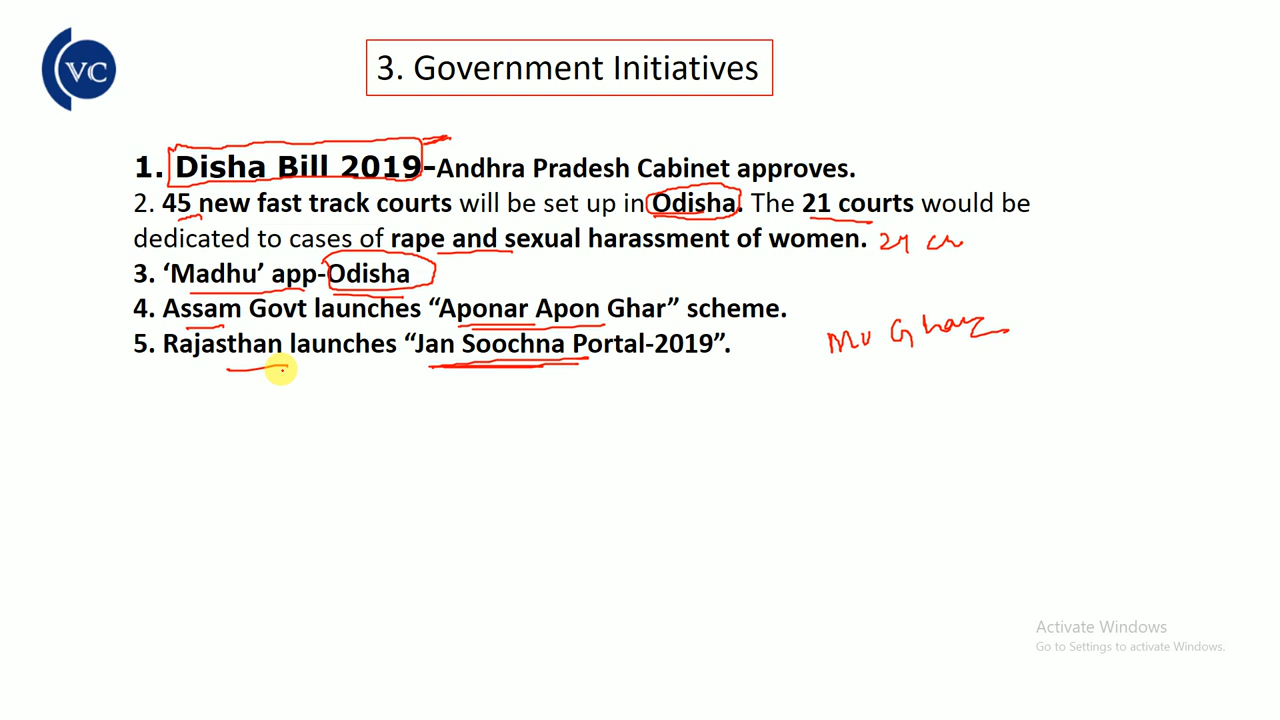 VC
3. Government Initiatives
1. Disha Bill 2019-Andhra Pradesh Cabinet approves.
2. 45 new fast track courts will be set up in Odisha. The 21 courts would be
dedicated to cases of rape and sexual harassment of women.
3. ‘Madhu’ app-Odisha
4. Assam Govt launches “Aponar Apon Ghar” scheme.
5. Rajasthan launches “Jan Soochna Portal-2019”.
Activate Windows
Go to Settings to activate Windows.